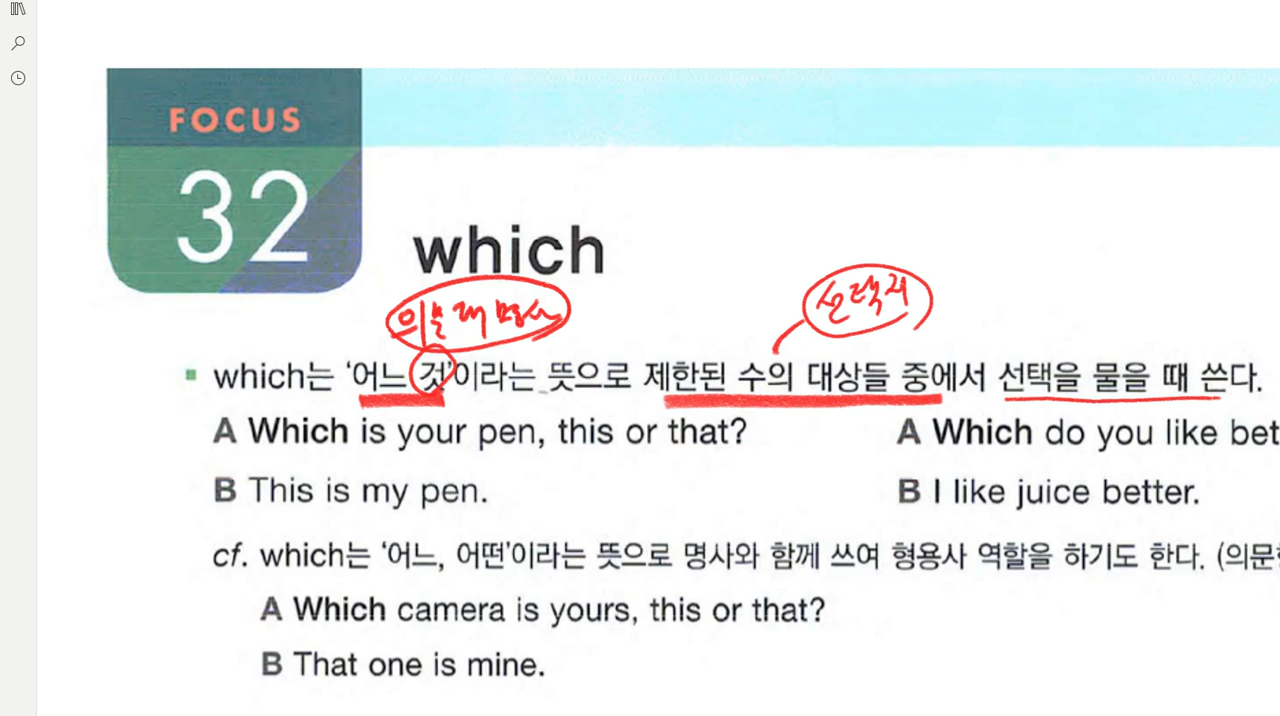 FOCUS
32
which
의문대명사
선택지
which는 '어느 것'이라는 뜻으로 제한된 수의 대상들 중에서 선택을 물을 때 쓴다.
A Which is your pen, this or that?
B This is my pen.
A Which do you like bet
B I like juice better.
cf. which는 '어느, 어떤'이라는 뜻으로 명사와 함께 쓰여 형용사 역할을 하기도 한다. (의문형
A Which camera is yours, this or that?
B That one is mine.